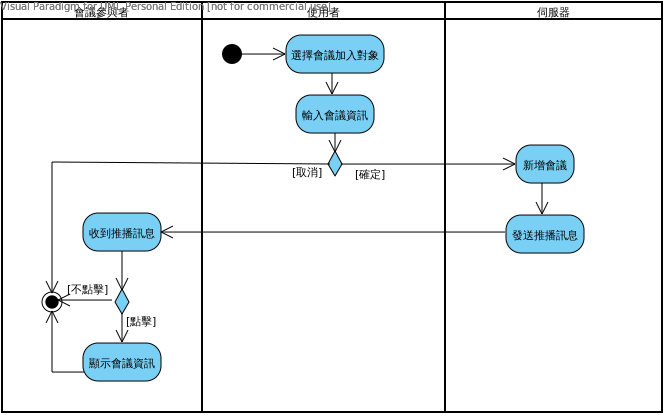 Visual Paradigm for UML Personal Edition [not for commercial use]
會議參與者
使用者
伺服器
選擇會議加入對象
輸入會議資訊
[取消]
[確定]
新增會議
收到推播訊息
發送推播訊息
[不點擊]
[點擊]
顯示會議資訊